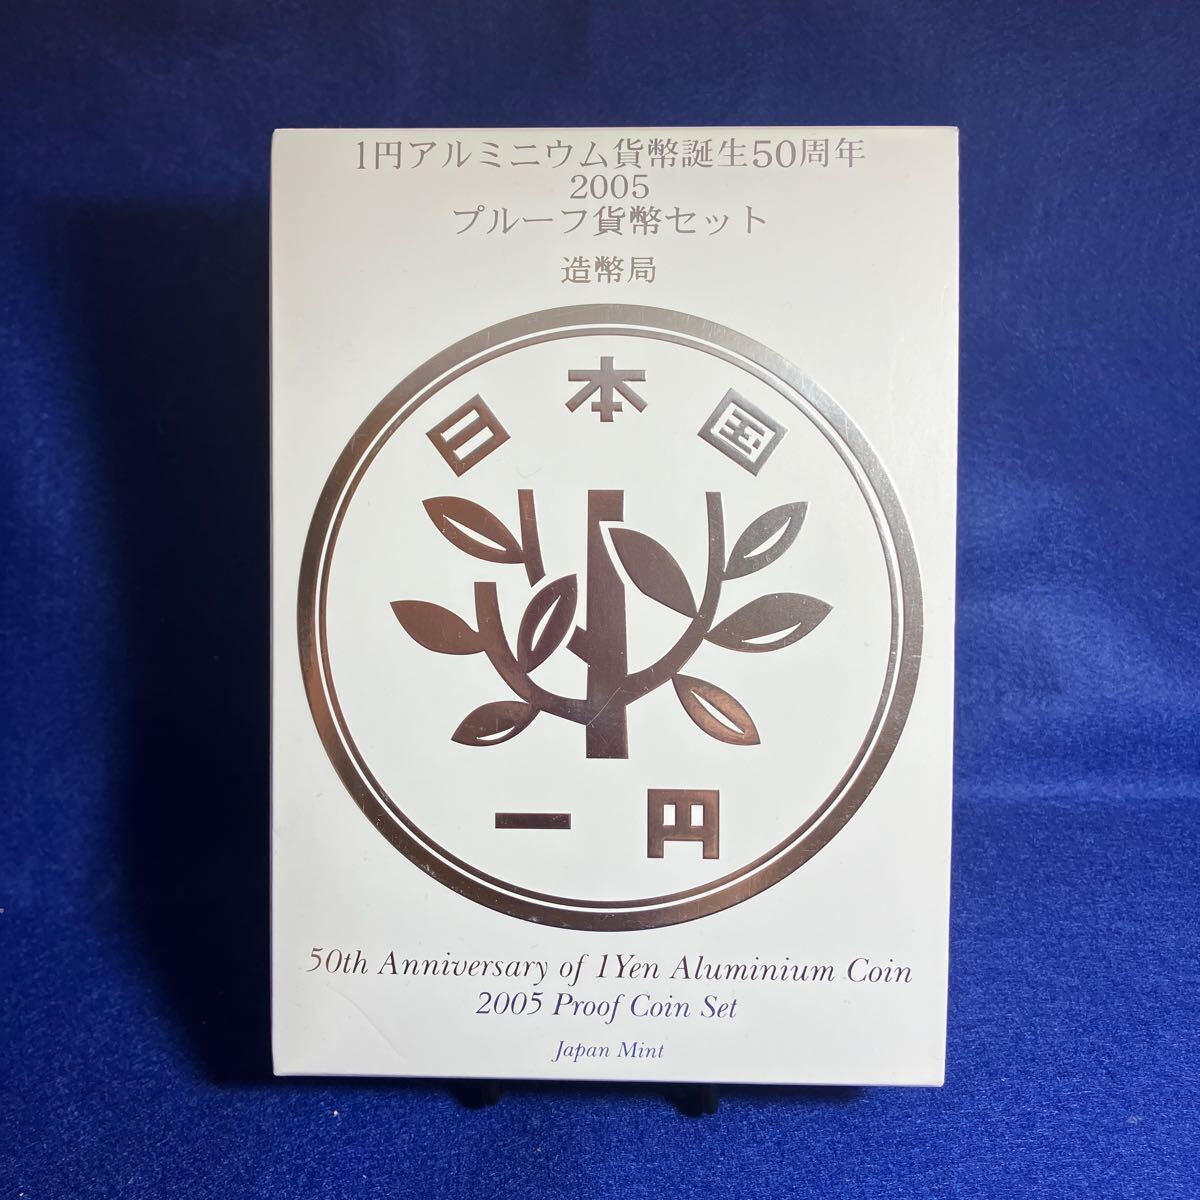 1円アルミニウム貨幣誕生50周年
2005
プルーフ貨幣セット
造幣局
日本国
一円
50th Anniversary of 1Yen Aluminium Coin
2005 Proof Coin Set
Japan Mint